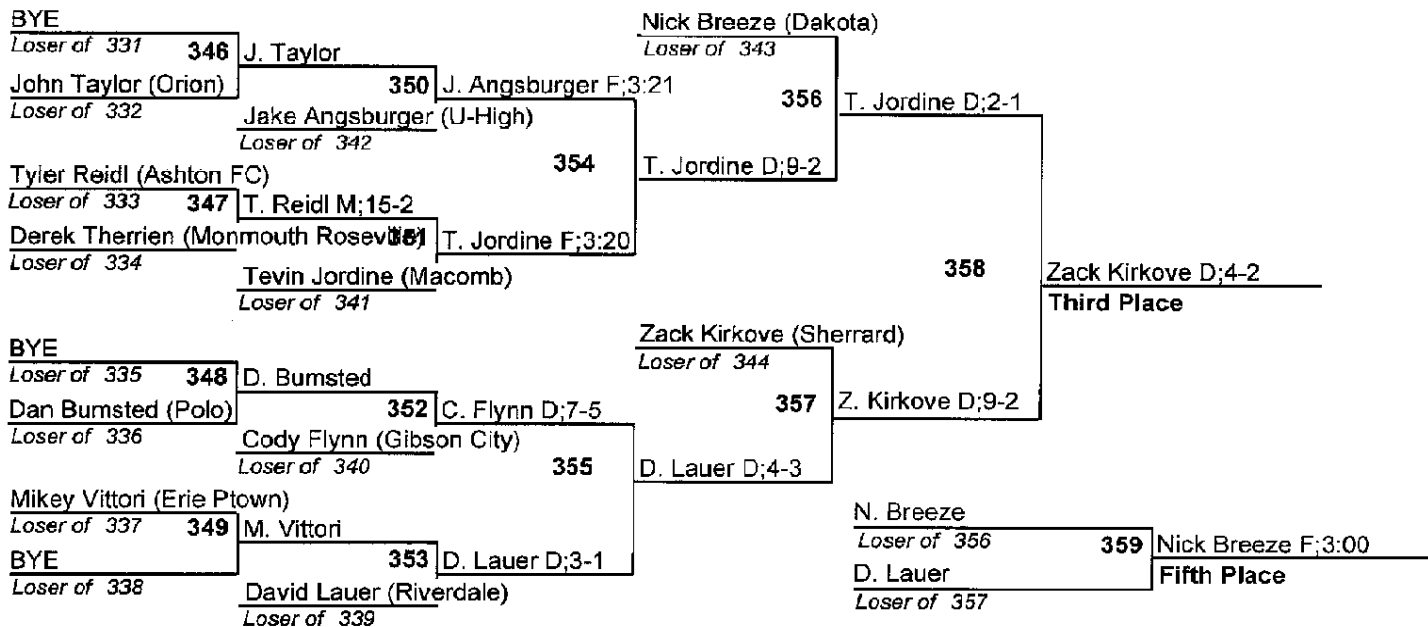 BYE
Loser of 331
346
J. Taylor
John Taylor (Orion)
Loser of 332
350
J. Angsburger F;3:21
Jake Angsburger (U-High)
Loser of 342
354
T. Jordine D;9-2
Tyler Reidl (Ashton FC)
Loser of 333
347
T. Reidl M;15-2
Derek Therrien (Monmouth Roseville)
Loser of 334
351
T. Jordine F;3:20
Tevin Jordine (Macomb)
Loser of 341
Nick Breeze (Dakota)
Loser of 343
356
T. Jordine D;2-1
358
Zack Kirkove D;4-2
Third Place
BYE
Loser of 335
348
D. Bumsted
Dan Bumsted (Polo)
Loser of 336
352
C. Flynn D;7-5
Cody Flynn (Gibson City)
Loser of 340
355
D. Lauer D;4-3
Mikey Vittori (Erie Ptown)
Loser of 337
349
M. Vittori
BYE
Loser of 338
353
D. Lauer D;3-1
David Lauer (Riverdale)
Loser of 339
Zack Kirkove (Sherrard)
Loser of 344
357
Z. Kirkove D;9-2
N. Breeze
Loser of 356
359
Nick Breeze F;3:00
D. Lauer
Loser of 357
Fifth Place